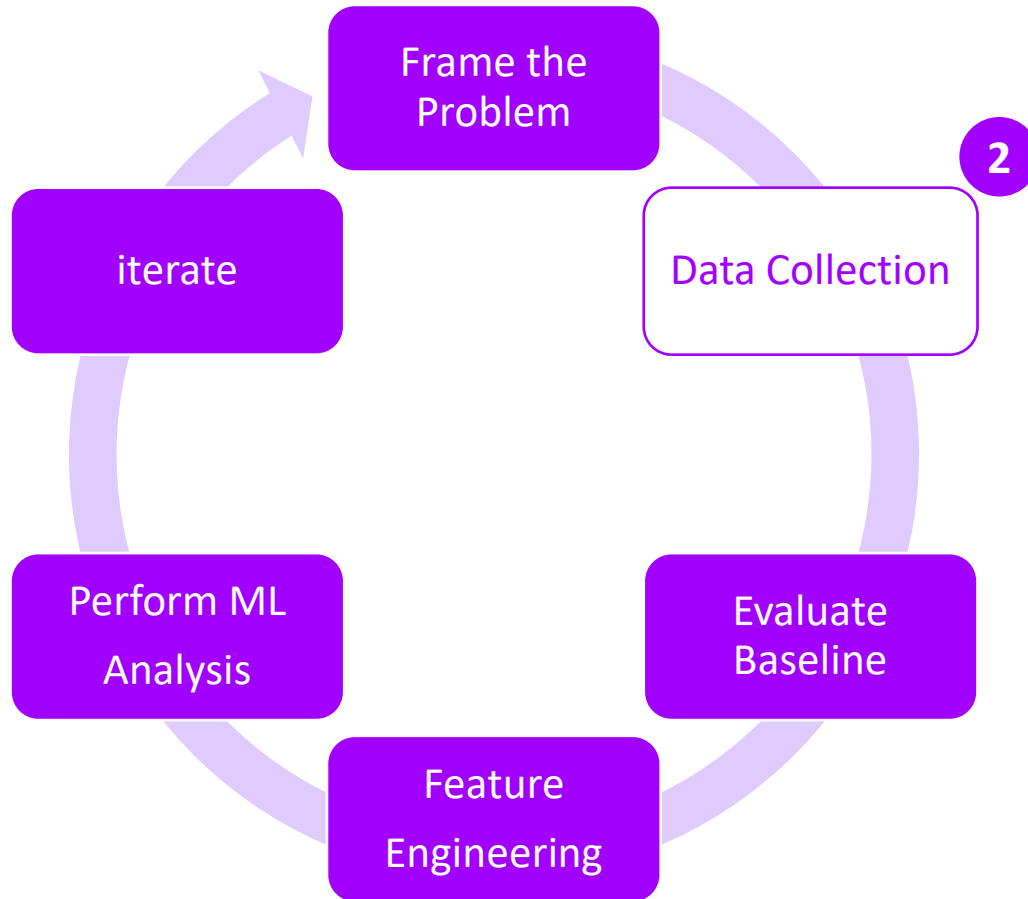 Frame the
Problem
2
Data Collection
Evaluate
Baseline
Feature
Engineering
Perform ML
Analysis
iterate